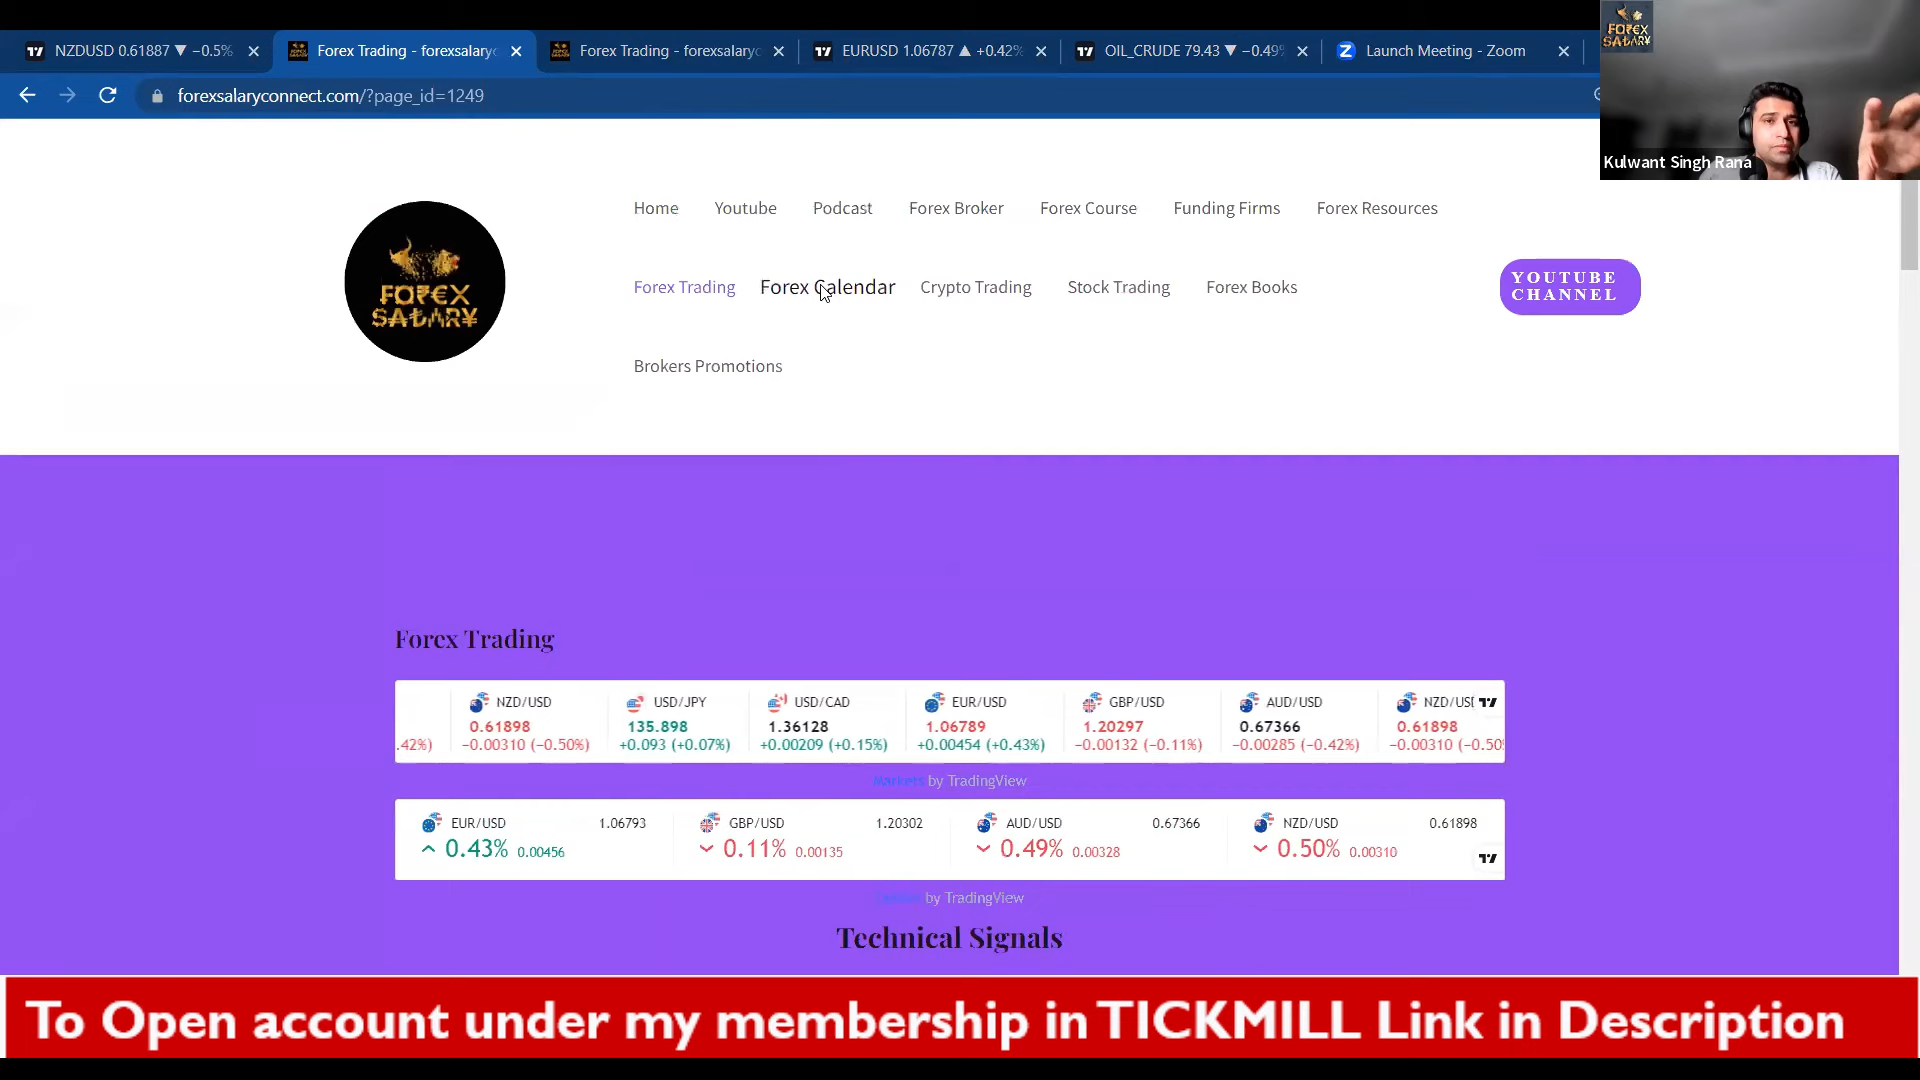 NZDUSD 0.61887 ▼ −0.5%
Forex Trading - forexsalaryc
Forex Trading - forexsalaryc
EURUSD 1.06787 ▲ +0.42%
OIL_CRUDE 79.43 ▼ −0.49%
Launch Meeting - Zoom
forexsalaryconnect.com/?page_id=1249
FOREX
SALARY
Kulwant Singh Rana
FOREX
SALARY
Home Youtube Podcast Forex Broker Forex Course Funding Firms Forex Resources
Forex Trading Forex Calendar Crypto Trading Stock Trading Forex Books
Brokers Promotions
YOUTUBE
CHANNEL
Forex Trading
NZD/USD USD/JPY USD/CAD EUR/USD GBP/USD AUD/USD NZD/USD
0.61898 135.898 1.36128 1.06789 1.20297 0.67366 0.61898
.42%) −0.00310 (−0.50%) +0.093 (+0.07%) +0.00209 (+0.15%) +0.00454 (+0.43%) −0.00132 (−0.11%) −0.00285 (−0.42%) −0.00310 (−0.50
Markets by TradingView
EUR/USD 1.06793 GBP/USD 1.20302 AUD/USD 0.67366 NZD/USD 0.61898
0.43% 0.00456 0.11% 0.00135 0.49% 0.00328 0.50% 0.00310
by TradingView
Technical Signals
To Open account under my membership in TICKMILL Link in Description